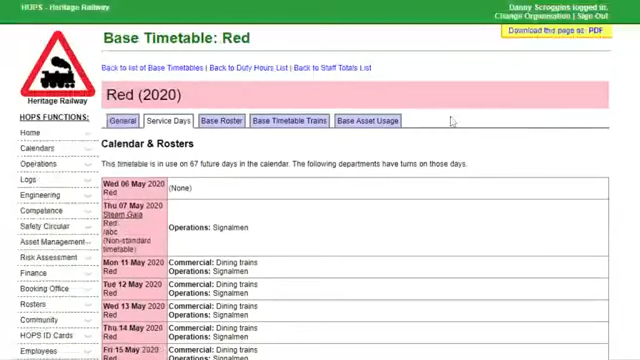 HOPS - Heritage Railway
Danny Scroggins logged in.
Change Organisation | Sign Out
Base Timetable: Red
Download this page as: PDF
Back to list of Base Timetables | Back to Duty Hours List | Back to Staff Totals List
Heritage Railway
Red (2020)
General
Service Days
Base Roster
Base Timetable Trains
Base Asset Usage
HOPS FUNCTIONS:
Home
Calendars
Operations
Logs
Engineering
Competance
Safety Circular
Asset Management
Risk Assessment
Finance
Booking Office
Rosters
Community
HOPS ID Cards
Employees
Calendar & Rosters
This timetable is in use on 67 future days in the calendar. The following departments have turns on those days.
Wed 06 May 2020
Red
(None)
Thu 07 May 2020
Steam Gala
Red
/abc
(Non-standard
timetable)
Operations: Signalmen
Mon 11 May 2020
Red
Commercial: Dining trains
Operations: Signalmen
Tue 12 May 2020
Red
Commercial: Dining trains
Operations: Signalmen
Wed 13 May 2020
Red
Commercial: Dining trains
Operations: Signalmen
Thu 14 May 2020
Red
Commercial: Dining trains
Operations: Signalmen
Fri 15 May 2020
Commercial: Dining trains